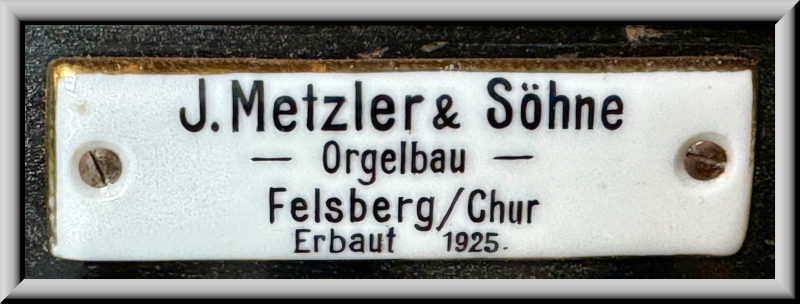 J. Metzler & Söhne
— Orgelbau —
Felsberg/Chur
Erbaut 1925.